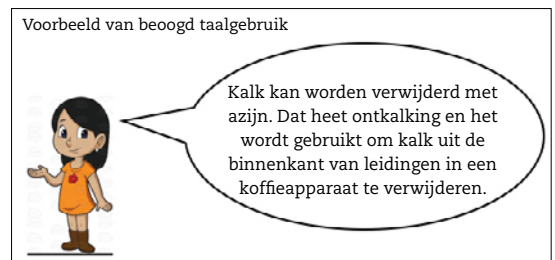 Voorbeeld van beoogd taalgebruik
Kalk kan worden verwijderd met
azijn. Dat heet ontkalking en het
wordt gebruikt om kalk uit de
binnenkant van leidingen in een
koffieapparaat te verwijderen.